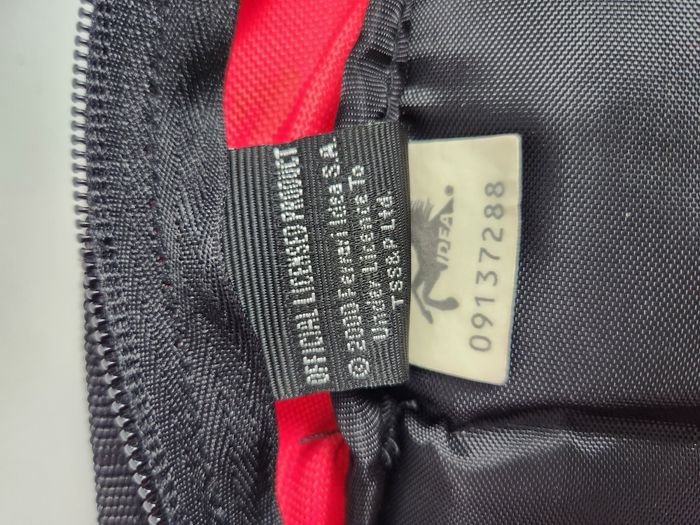 OFFICIAL LICENSED PRODUCT
© 2000 Ferrari Idea S.A.
Under Licence To
TSS&P Ltd.
IDEA
09137288